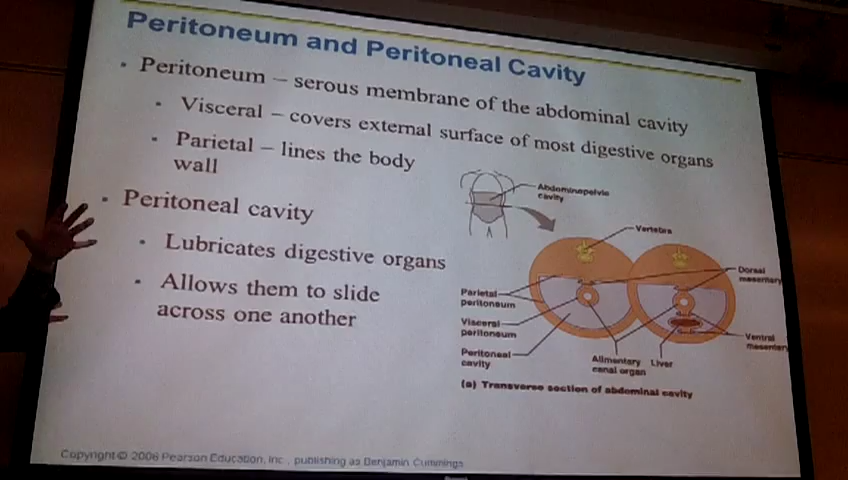 Peritoneum and Peritoneal Cavity
Peritoneum – serous membrane of the abdominal cavity
Visceral – covers external surface of most digestive organs
Parietal – lines the body
wall
Peritoneal cavity
Lubricates digestive organs
Allows them to slide
across one another
Abdominopelvic
cavity
Vertebra
Dorsal
mesentery
Parietal
peritoneum
Visceral
peritoneum
Peritoneal
cavity
Alimentary
canal organ
Liver
Ventral
mesentery
(a) Transverse section of abdominal cavity
Copyright © 2006 Pearson Education, Inc., publishing as Benjamin Cummings